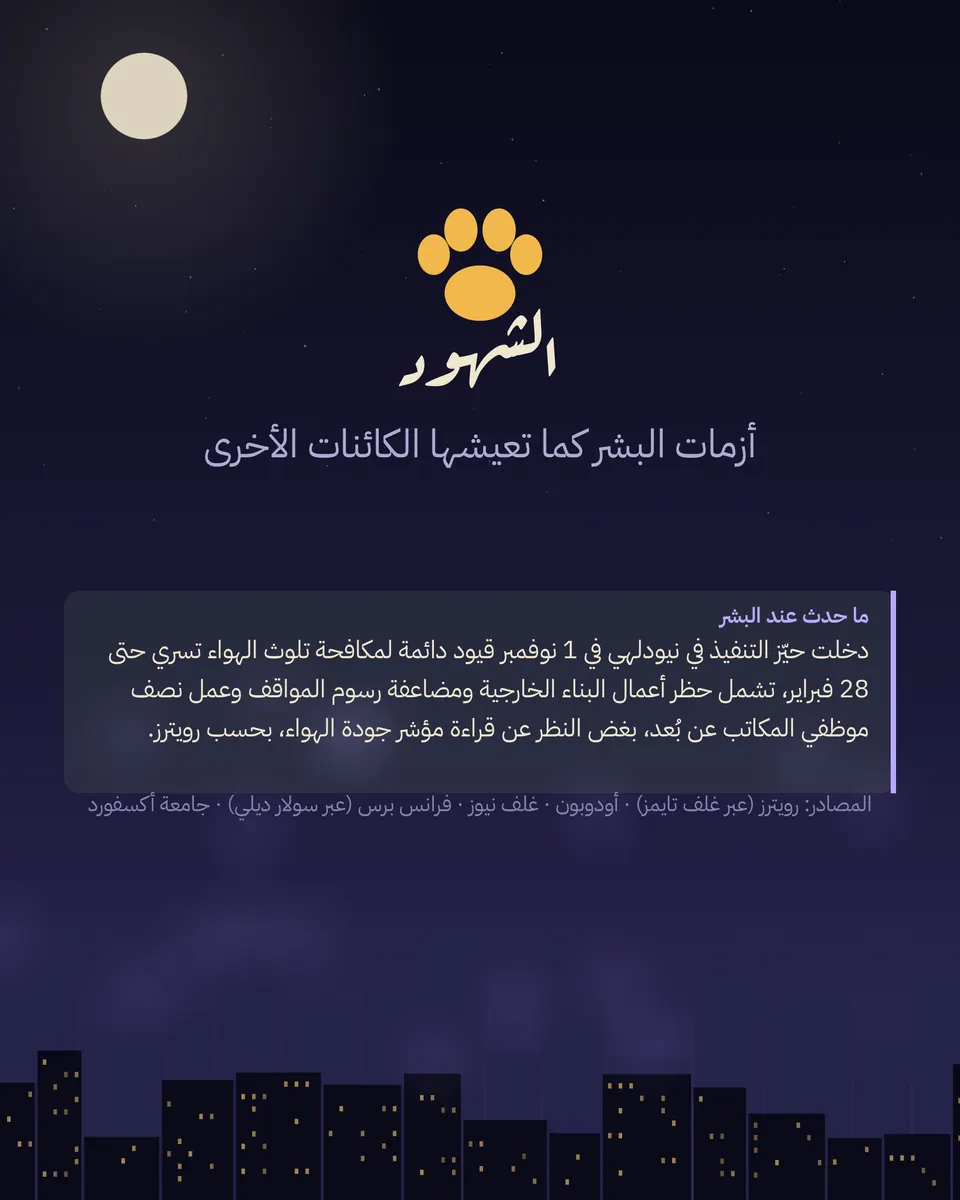 الشهود
أزمات البشر كما تعيشها الكائنات الأخرى
ما حدث عند البشر
دخلت حيّز التنفيذ في نيودلهي في 1 نوفمبر قيود دائمة لمكافحة تلوث الهواء تسري حتى
28 فبراير، تشمل حظر أعمال البناء الخارجية ومضاعفة رسوم المواقف وعمل نصف
موظفي المكاتب عن بُعد، بغض النظر عن قراءة مؤشر جودة الهواء، بحسب رويترز.
المصادر: رويترز (عبر غلف تايمز) · أودوبون · غلف نيوز · فرانس برس (عبر سولار ديلي) · جامعة أكسفورد